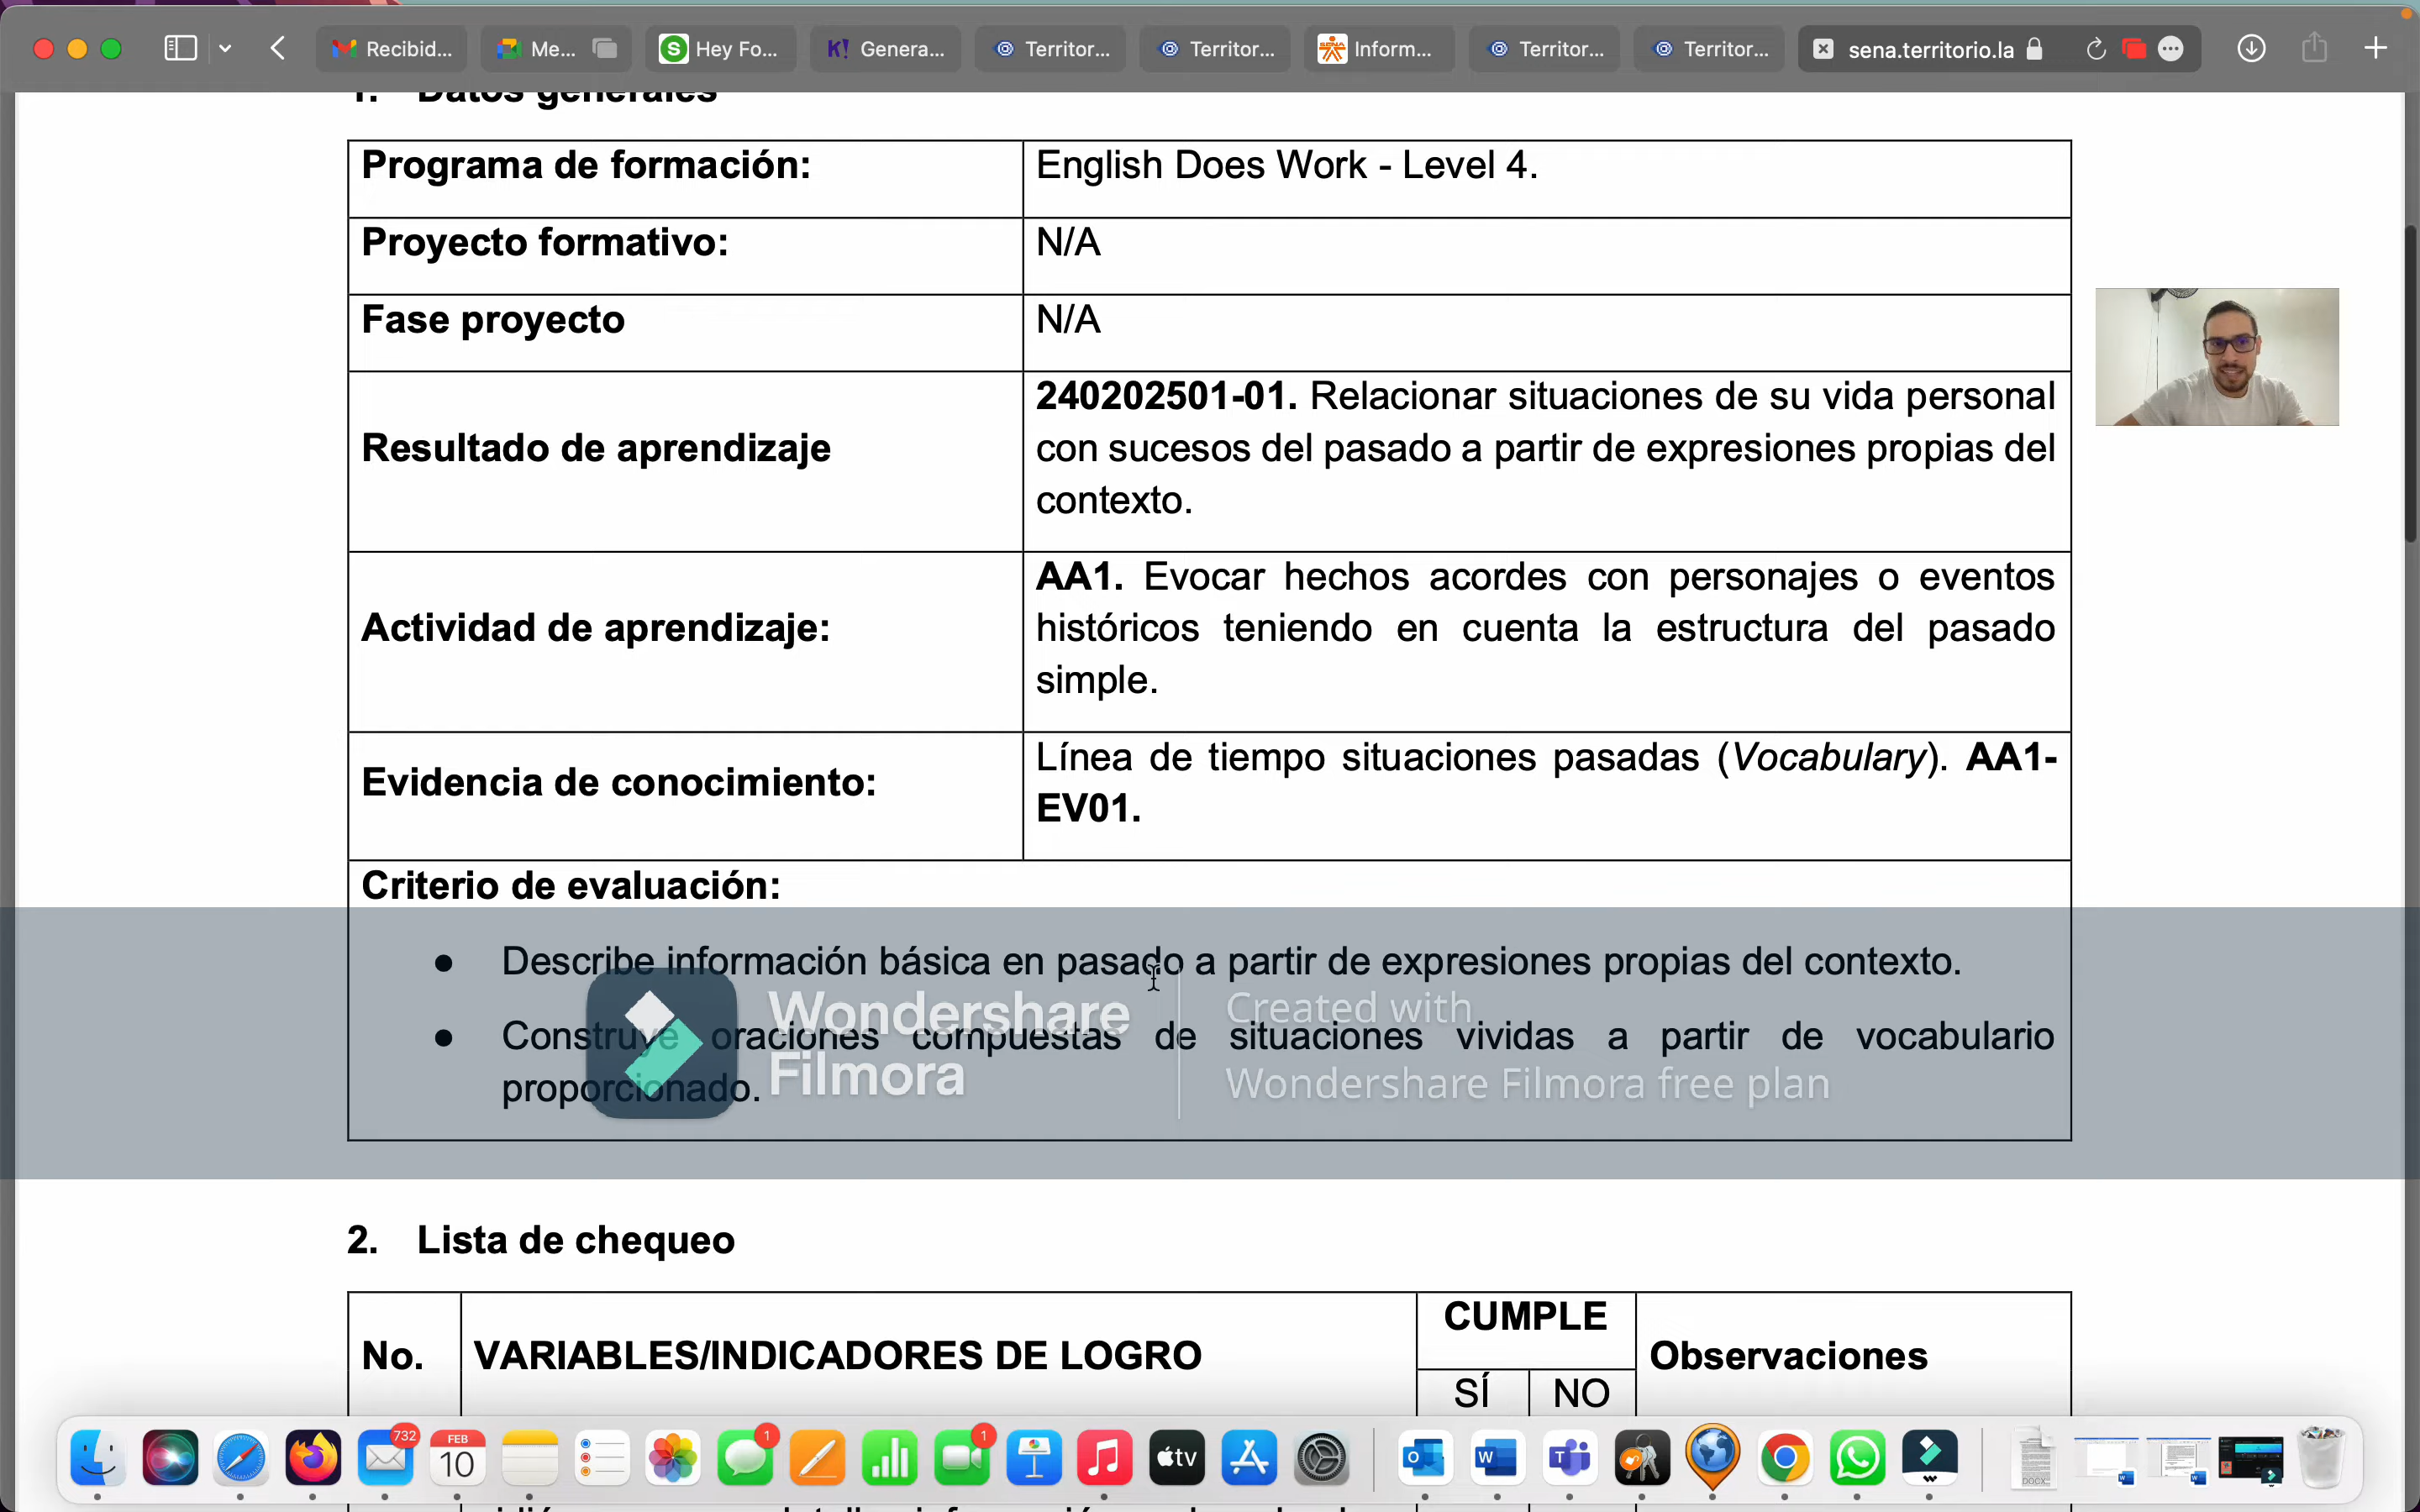 Recibid...
Me...
Hey Fo...
K! Genera...
Territor...
Territor...
Inform...
Territor...
Territor...
sena.territorio.la
1. Datos generales
Programa de formación:
English Does Work - Level 4.
Proyecto formativo:
N/A
Fase proyecto
N/A
Resultado de aprendizaje
240202501-01. Relacionar situaciones de su vida personal
con sucesos del pasado a partir de expresiones propias del
contexto.
Actividad de aprendizaje:
AA1. Evocar hechos acordes con personajes o eventos
históricos teniendo en cuenta la estructura del pasado
simple.
Evidencia de conocimiento:
Línea de tiempo situaciones pasadas (Vocabulary). AA1-
EV01.
Criterio de evaluación:
● Describe información básica en pasado a partir de expresiones propias del contexto.
● Construye oraciones compuestas de situaciones vividas a partir de vocabulario
proporcionado.
Wondershare
Filmora
Created with
Wondershare Filmora free plan
2. Lista de chequeo
No.
VARIABLES/INDICADORES DE LOGRO
CUMPLE
SÍ
NO
Observaciones
732
FEB
10
1
1
tv